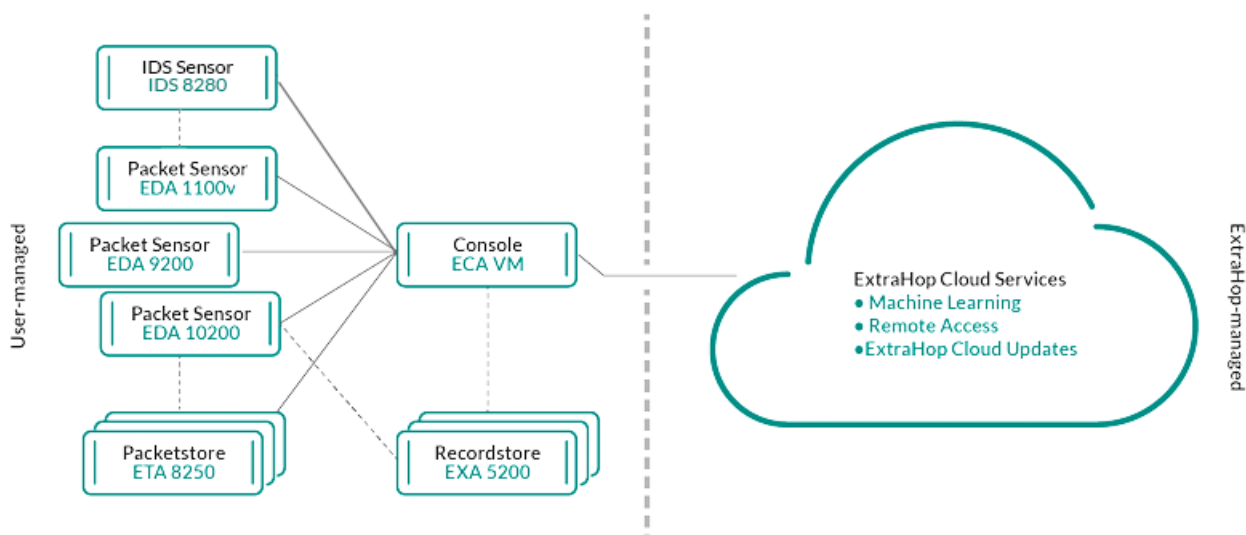 User-managed
IDS Sensor
IDS 8280
Packet Sensor
EDA 1100v
Packet Sensor
EDA 9200
Packet Sensor
EDA 10200
Packetstore
ETA 8250
Console
ECA VM
Recordstore
EXA 5200
ExtraHop Cloud Services
● Machine Learning
● Remote Access
●ExtraHop Cloud Updates
ExtraHop-managed